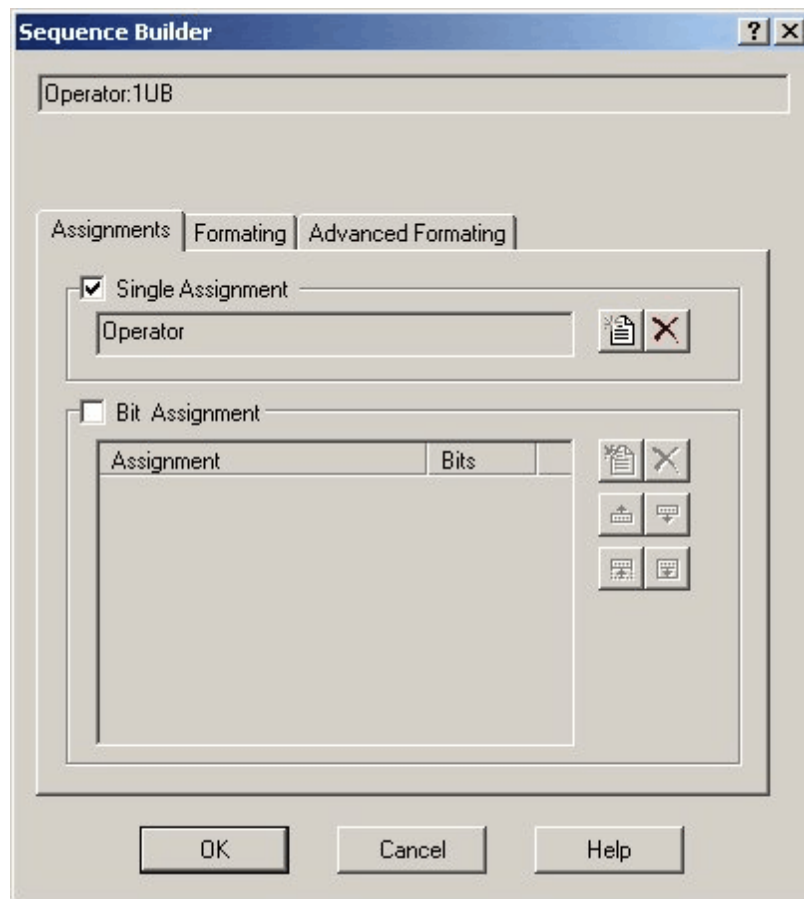 Sequence Builder
Operator:1UB
Assignments Formating Advanced Formating
Single Assignment
Operator
Bit Assignment
Assignment Bits
OK Cancel Help